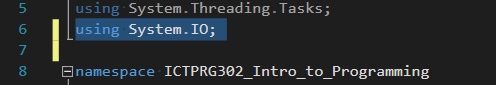 5 using System.Threading.Tasks;
6 using System.IO;
7
8 namespace ICTPRG302_Intro_to_Programming